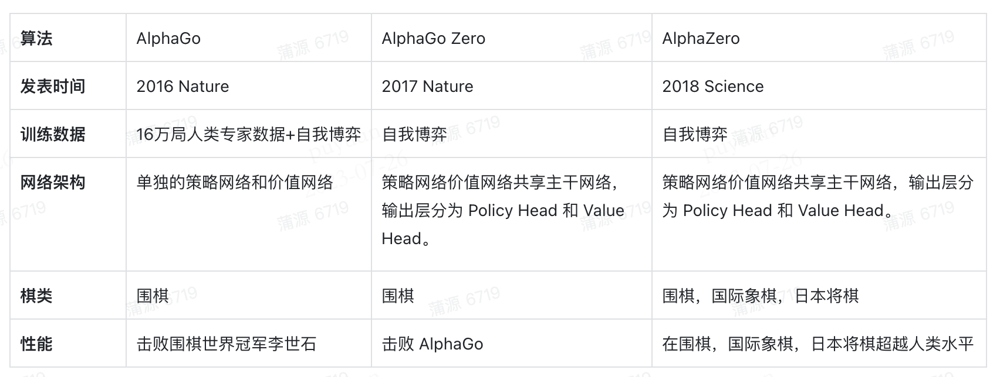 算法 AlphaGo AlphaGo Zero AlphaZero
发表时间 2016 Nature 2017 Nature 2018 Science
训练数据 16万局人类专家数据+自我博弈 自我博弈 自我博弈
网络架构 单独的策略网络和价值网络 策略网络价值网络共享主干网络， 策略网络价值网络共享主干网络，输出层分
输出层分为 Policy Head 和 Value 为 Policy Head 和 Value Head。
Head。
棋类 围棋 围棋 围棋，国际象棋，日本将棋
性能 击败围棋世界冠军李世石 击败 AlphaGo 在围棋，国际象棋，日本将棋超越人类水平
蒲源 6719